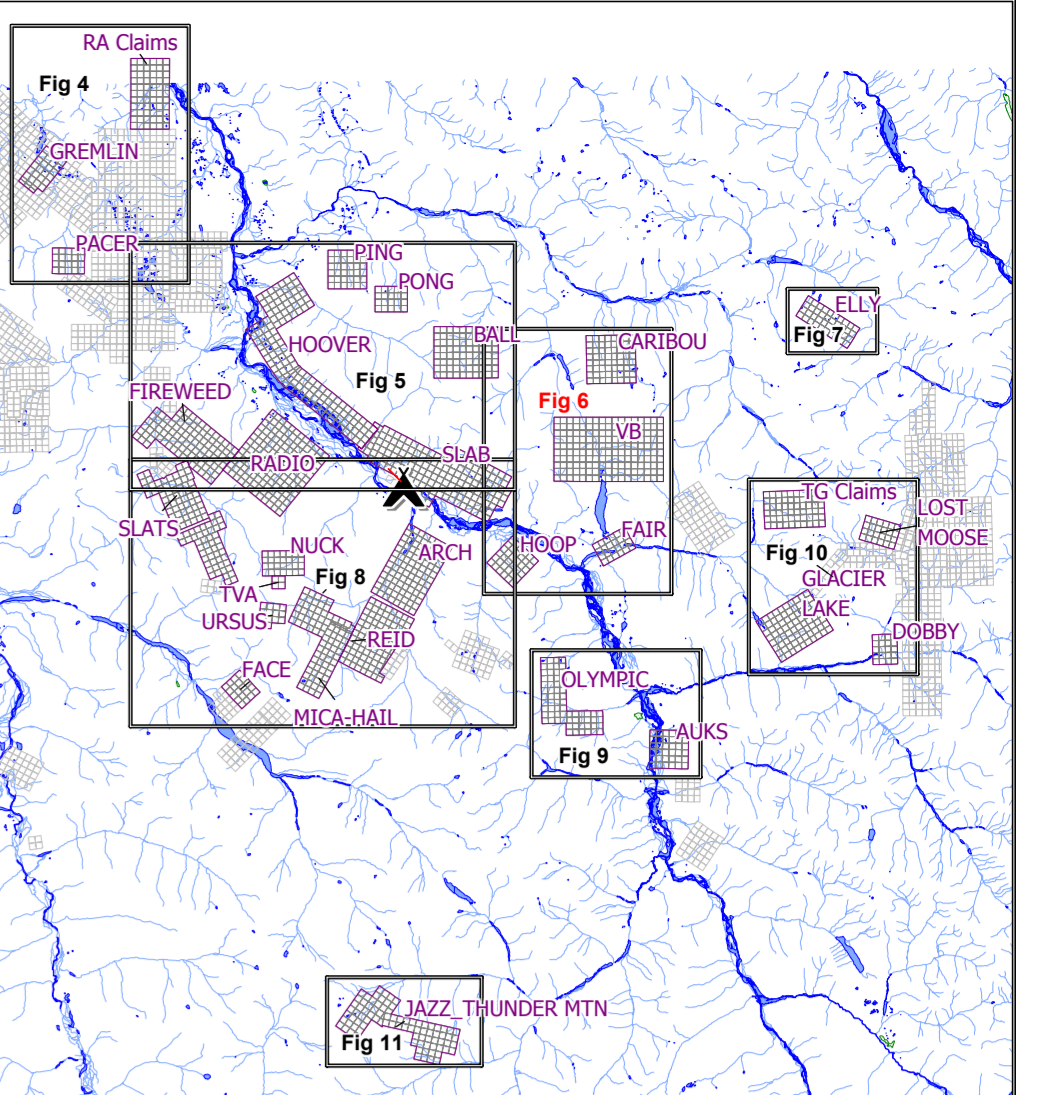 RA Claims
Fig 4
GREMLIN
PACER
PING
PONG
ELLY
Fig 7
HOOVER
BALL
CARIBOU
Fig 5
FIREWEED
Fig 6
VB
RADIO
SLAB
X
SLATS
TG Claims
LOST
MOOSE
ARCH
HOOP
FAIR
NUCK
Fig 8
Fig 10
TVA
GLACIER
LAKE
URSUS
REID
DOBBY
FACE
OLYMPIC
MICA-HAIL
AUKS
Fig 9
JAZZ_THUNDER MTN
Fig 11